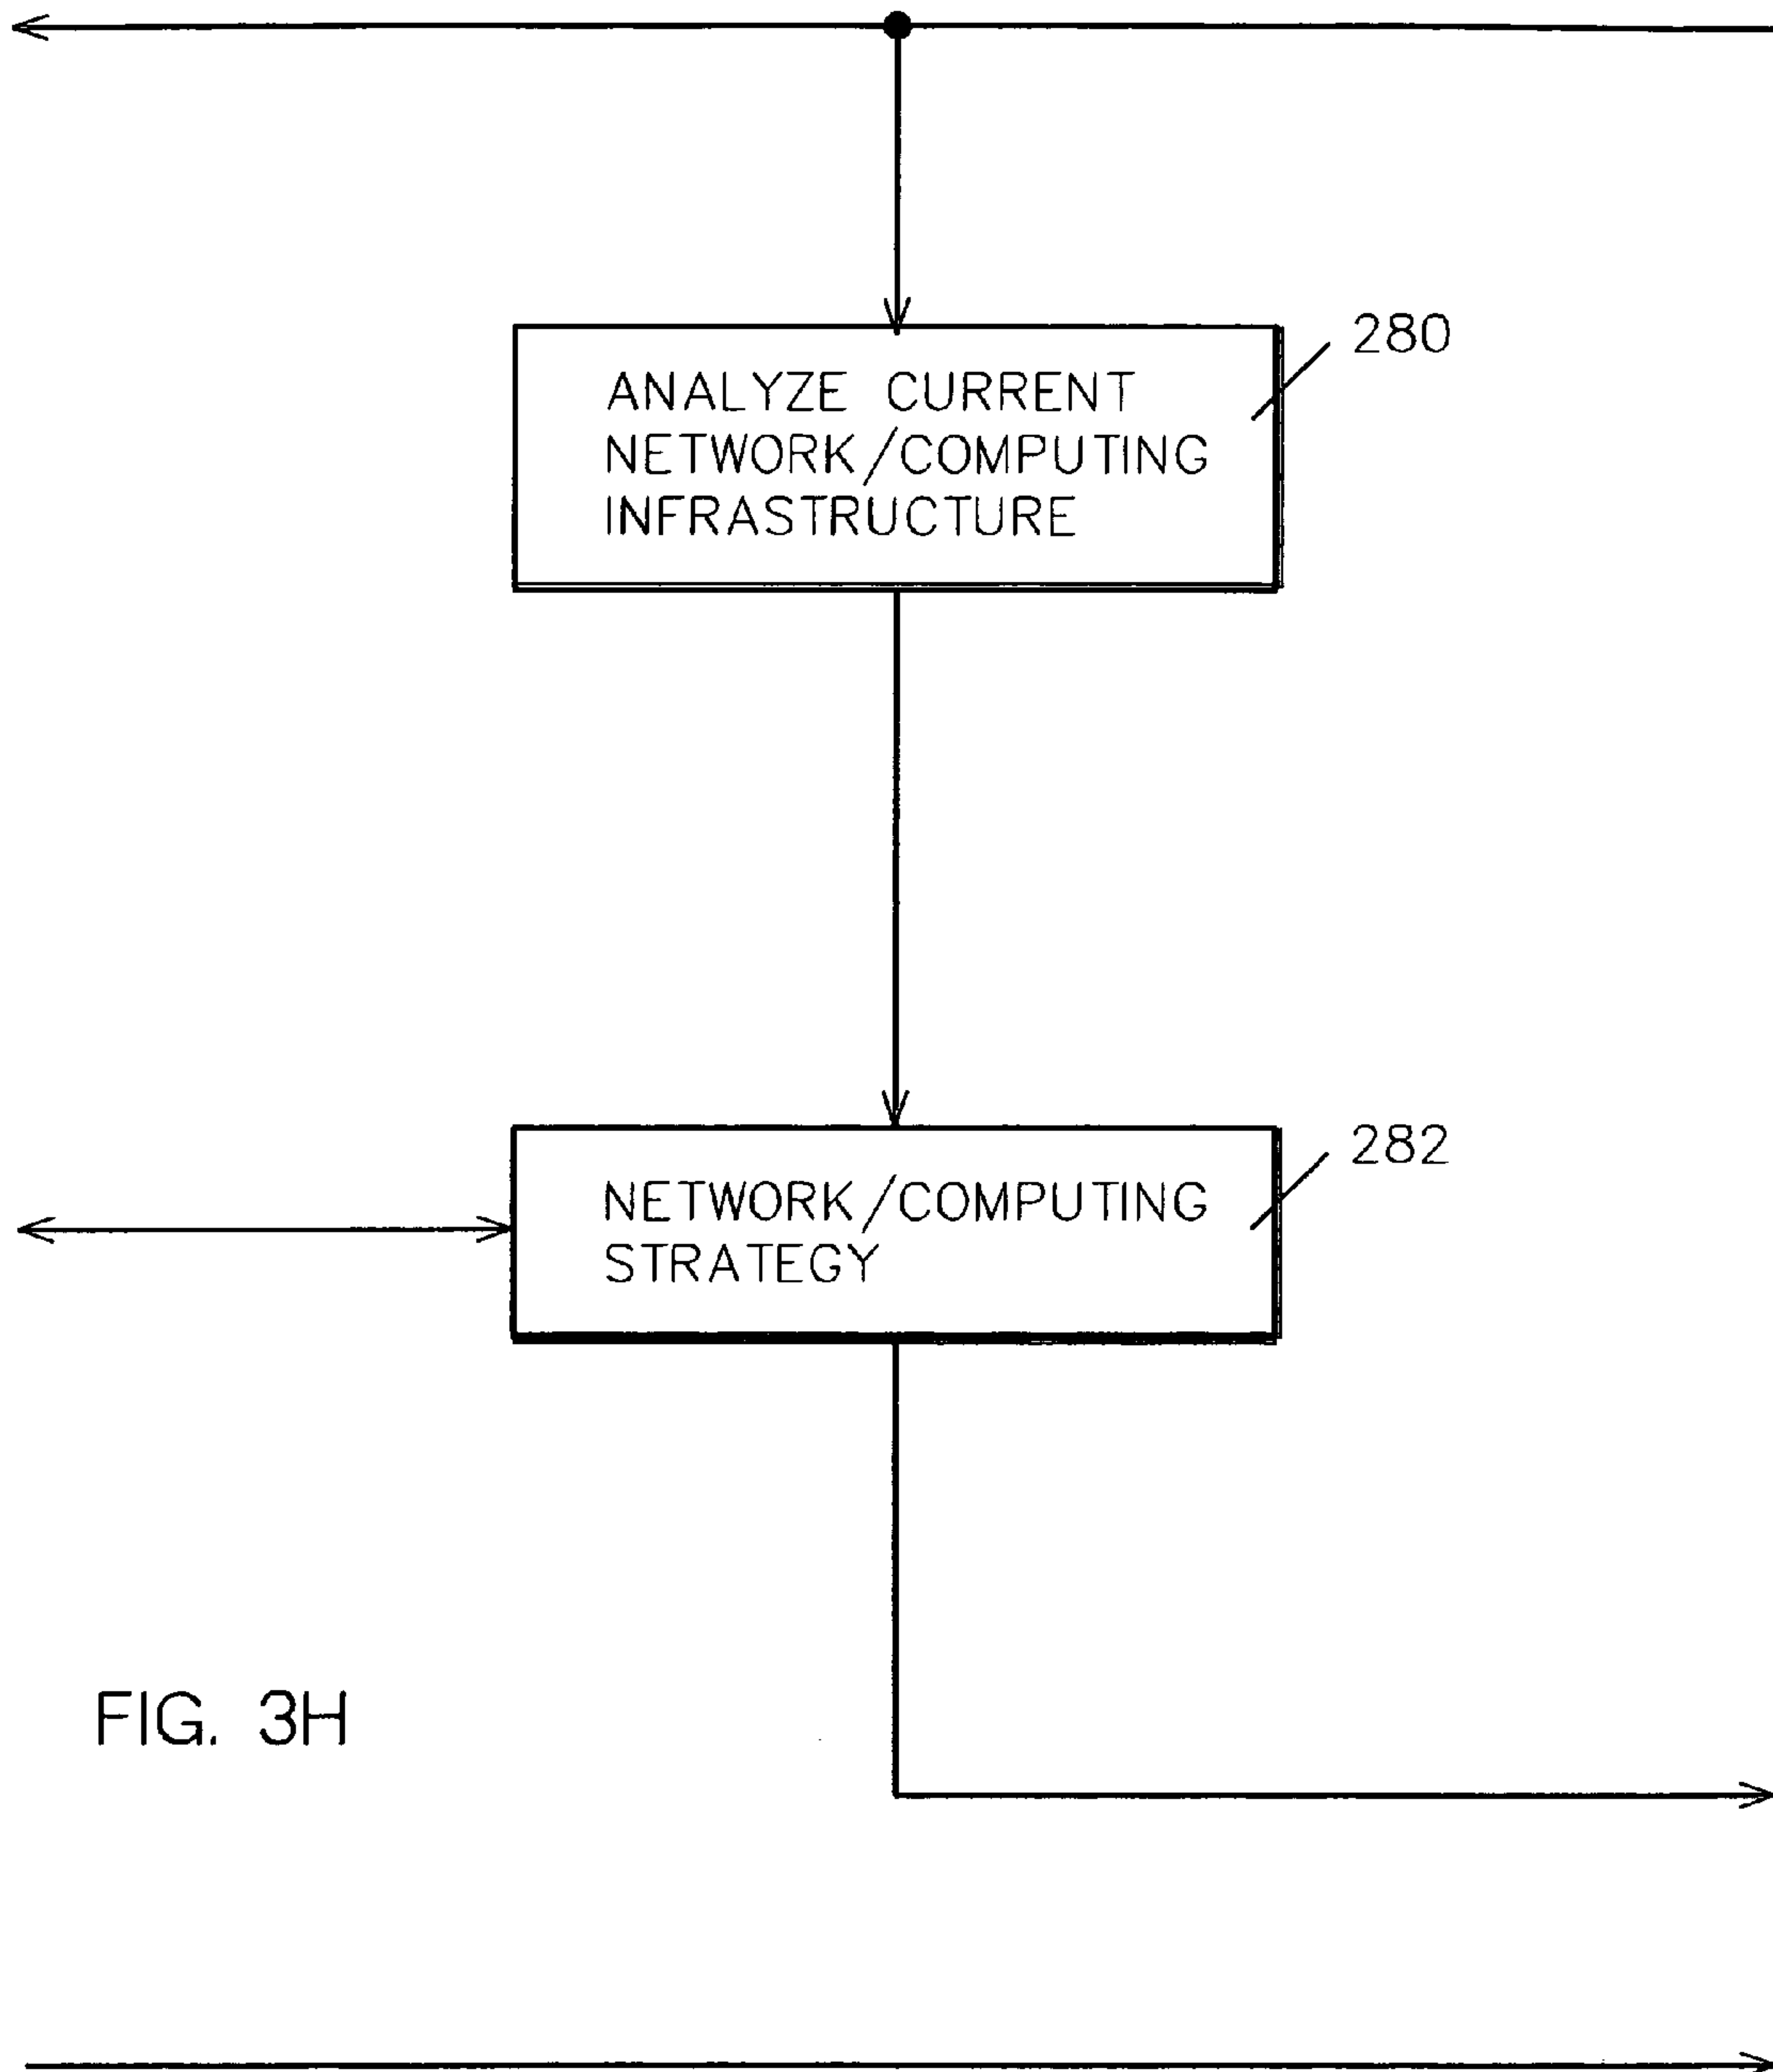 280
ANALYZE CURRENT
NETWORK/COMPUTING
INFRASTRUCTURE
282
NETWORK/COMPUTING
STRATEGY
FIG. 3H